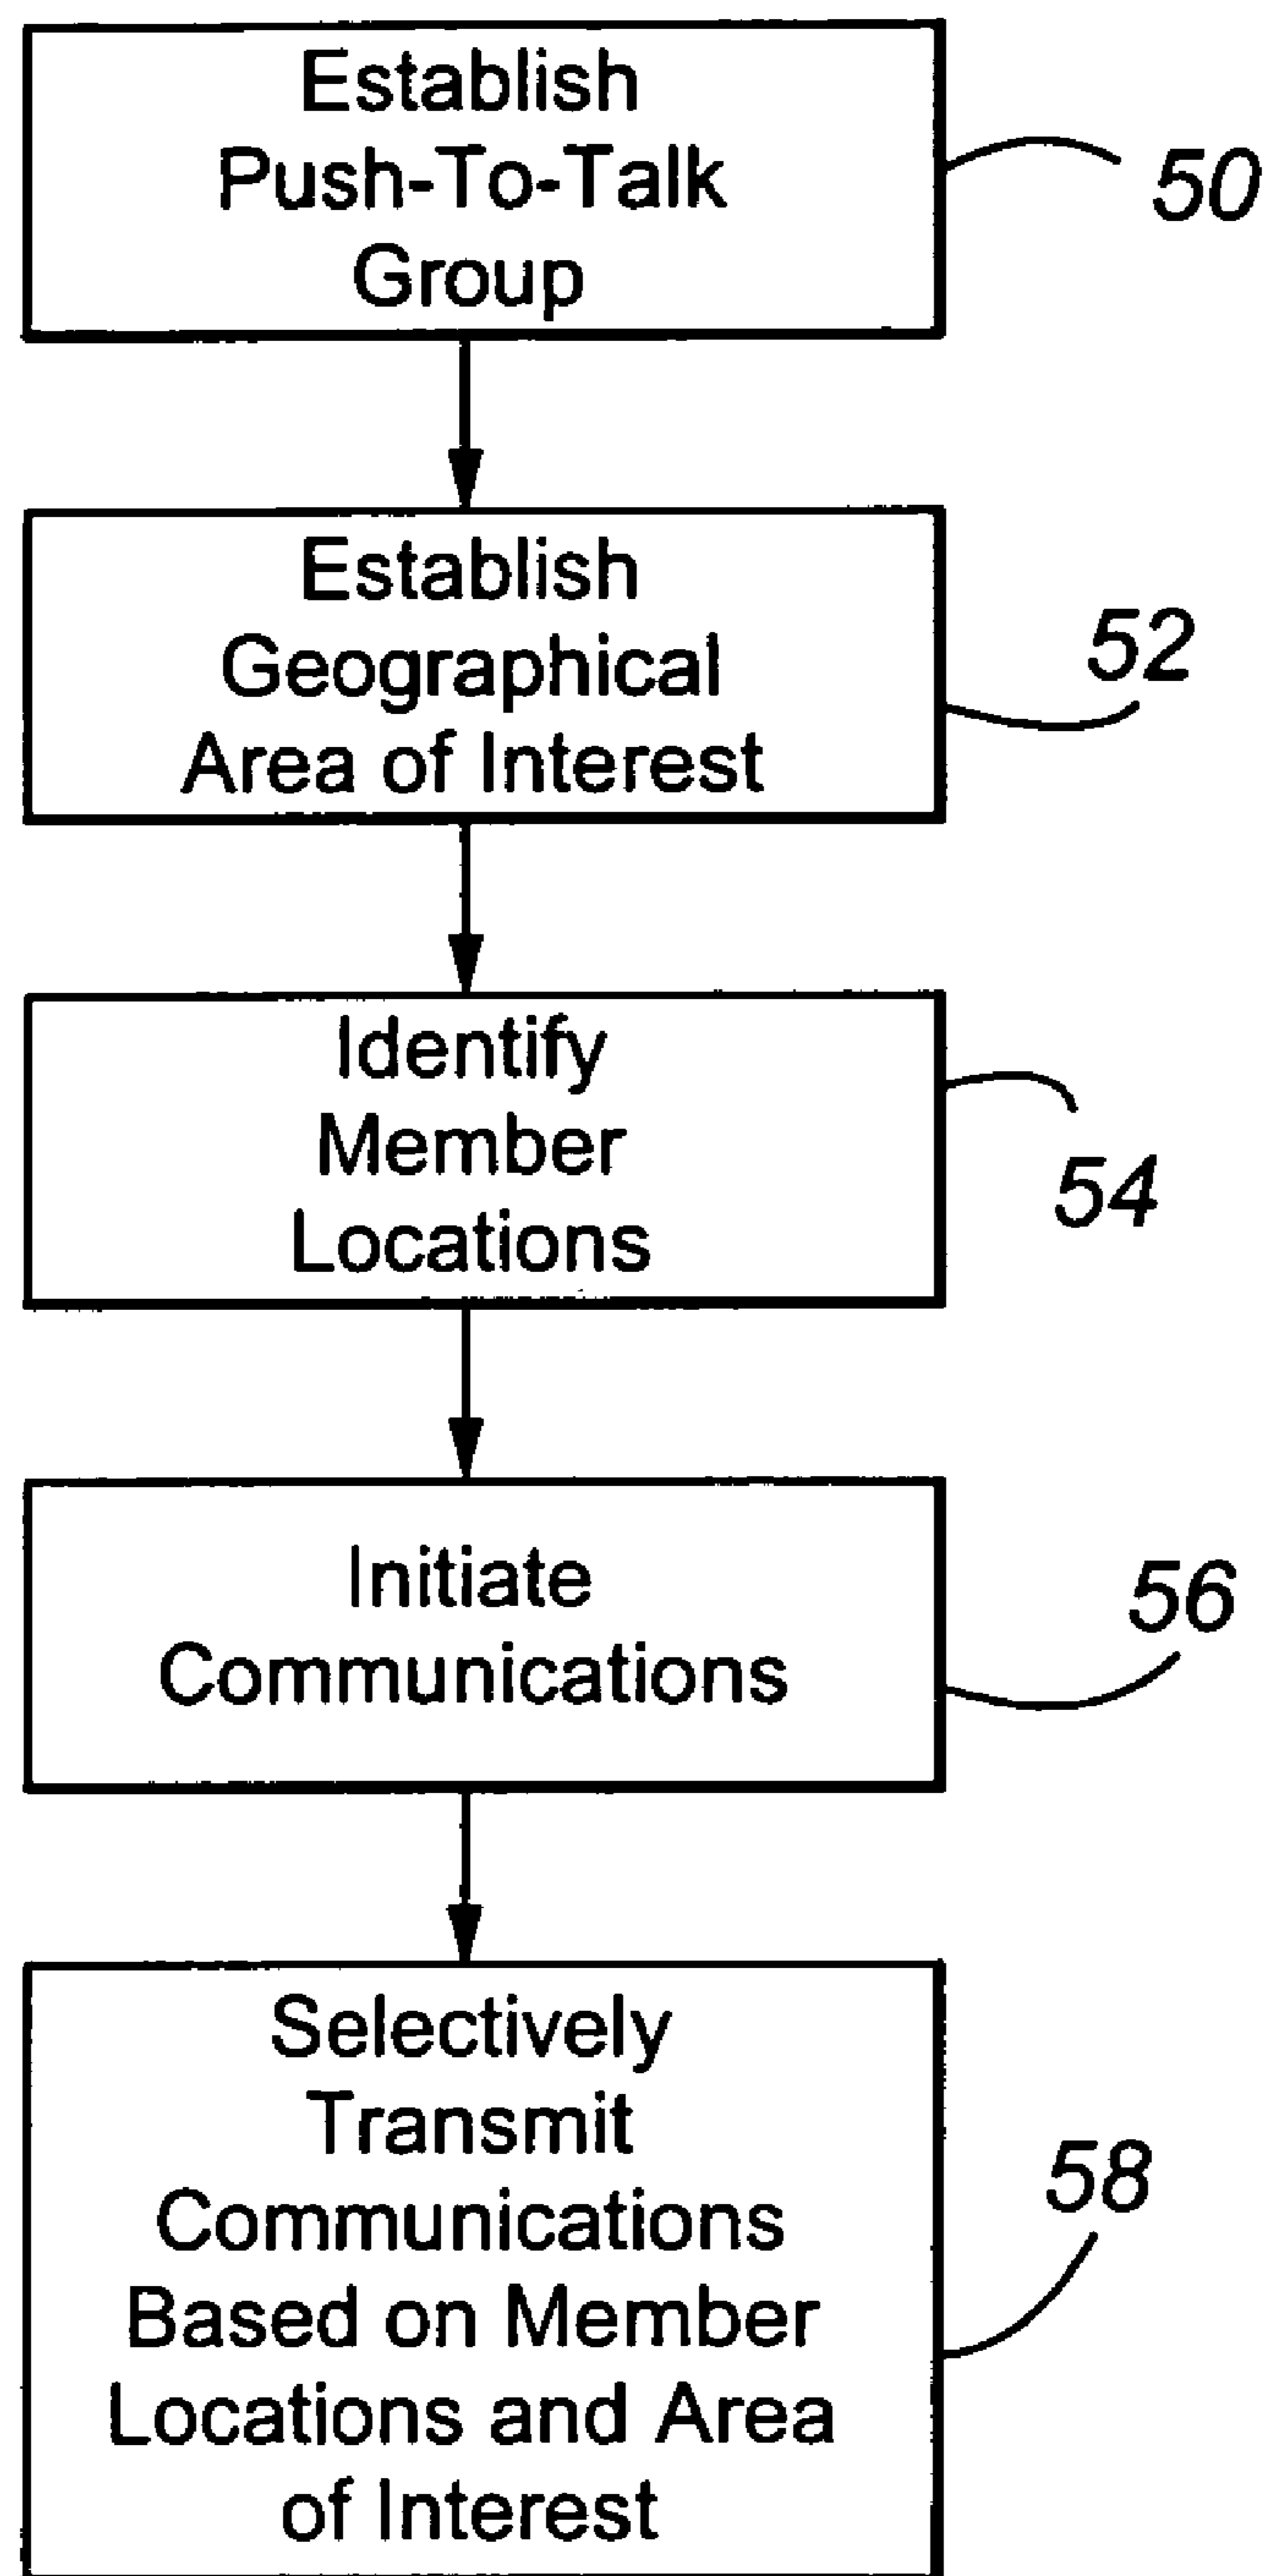 Establish
Push-To-Talk
Group
50
Establish
Geographical
Area of Interest
52
Identify
Member
Locations
54
Initiate
Communications
56
Selectively
Transmit
Communications
Based on Member
Locations and Area
of Interest
58